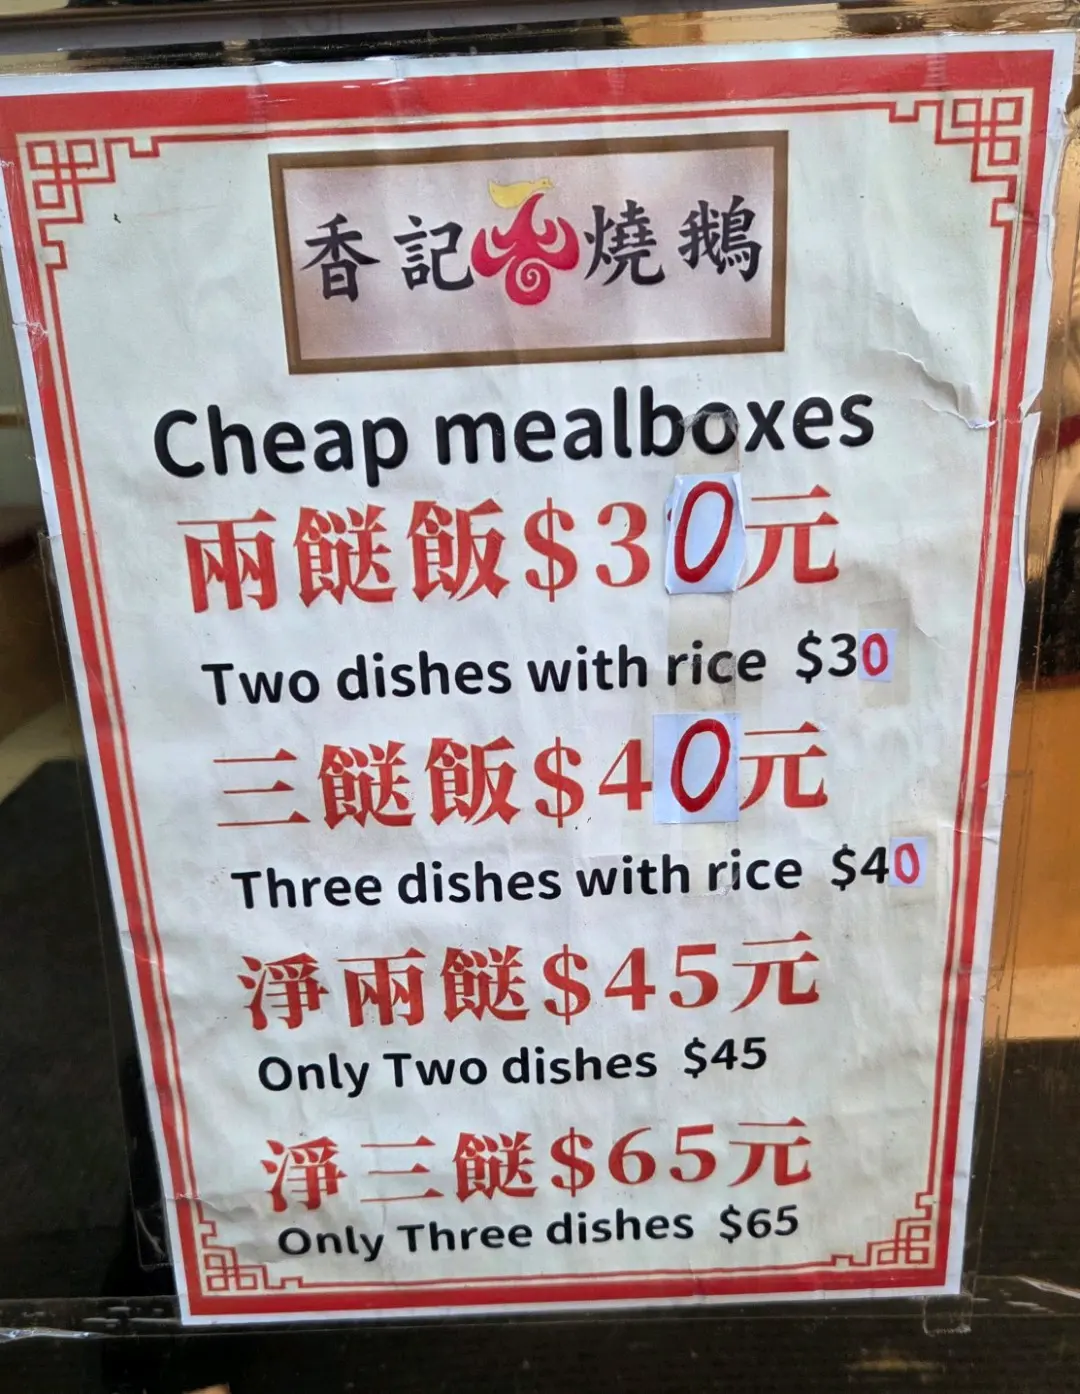 香記燒鵝
Cheap mealboxes
兩餸飯$30元
Two dishes with rice $30
三餸飯$40元
Three dishes with rice $40
淨兩餸$45元
Only Two dishes $45
淨三餸$65元
Only Three dishes $65